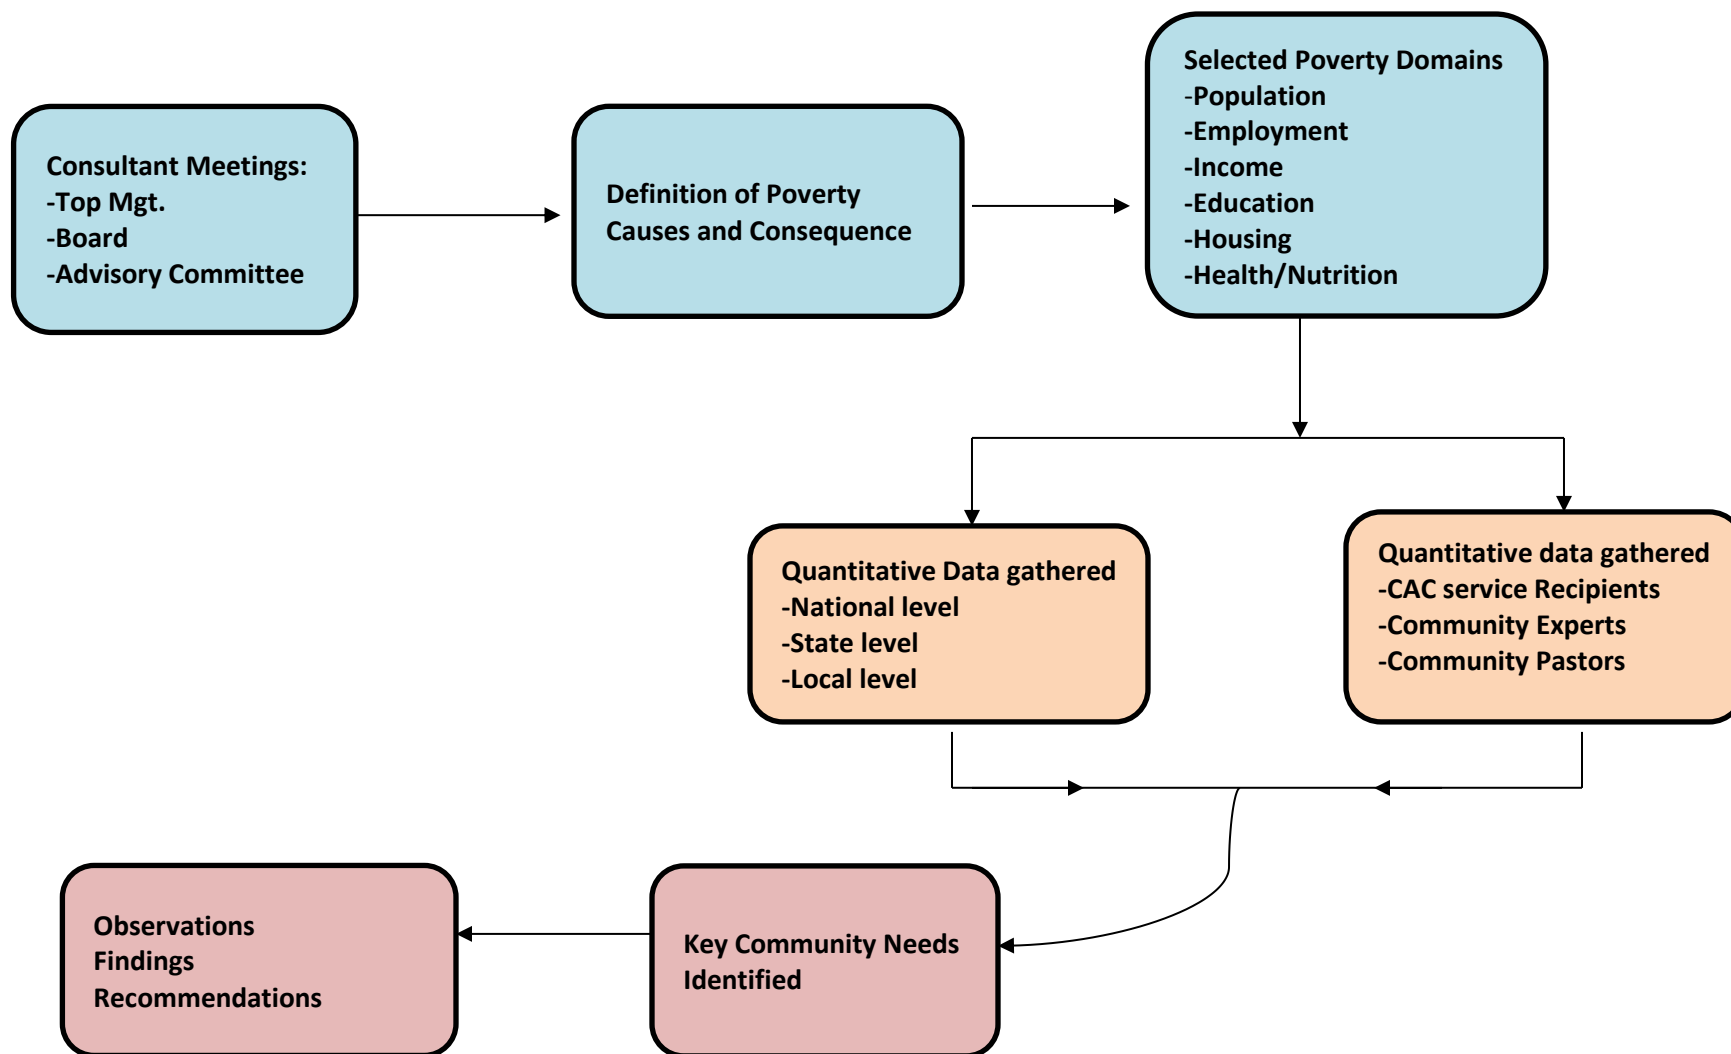 Consultant Meetings:
-Top Mgt.
-Board
-Advisory Committee
Definition of Poverty
Causes and Consequence
Selected Poverty Domains
-Population
-Employment
-Income
-Education
-Housing
-Health/Nutrition
Quantitative Data gathered
-National level
-State level
-Local level
Quantitative data gathered
-CAC service Recipients
-Community Experts
-Community Pastors
Key Community Needs
Identified
Observations
Findings
Recommendations